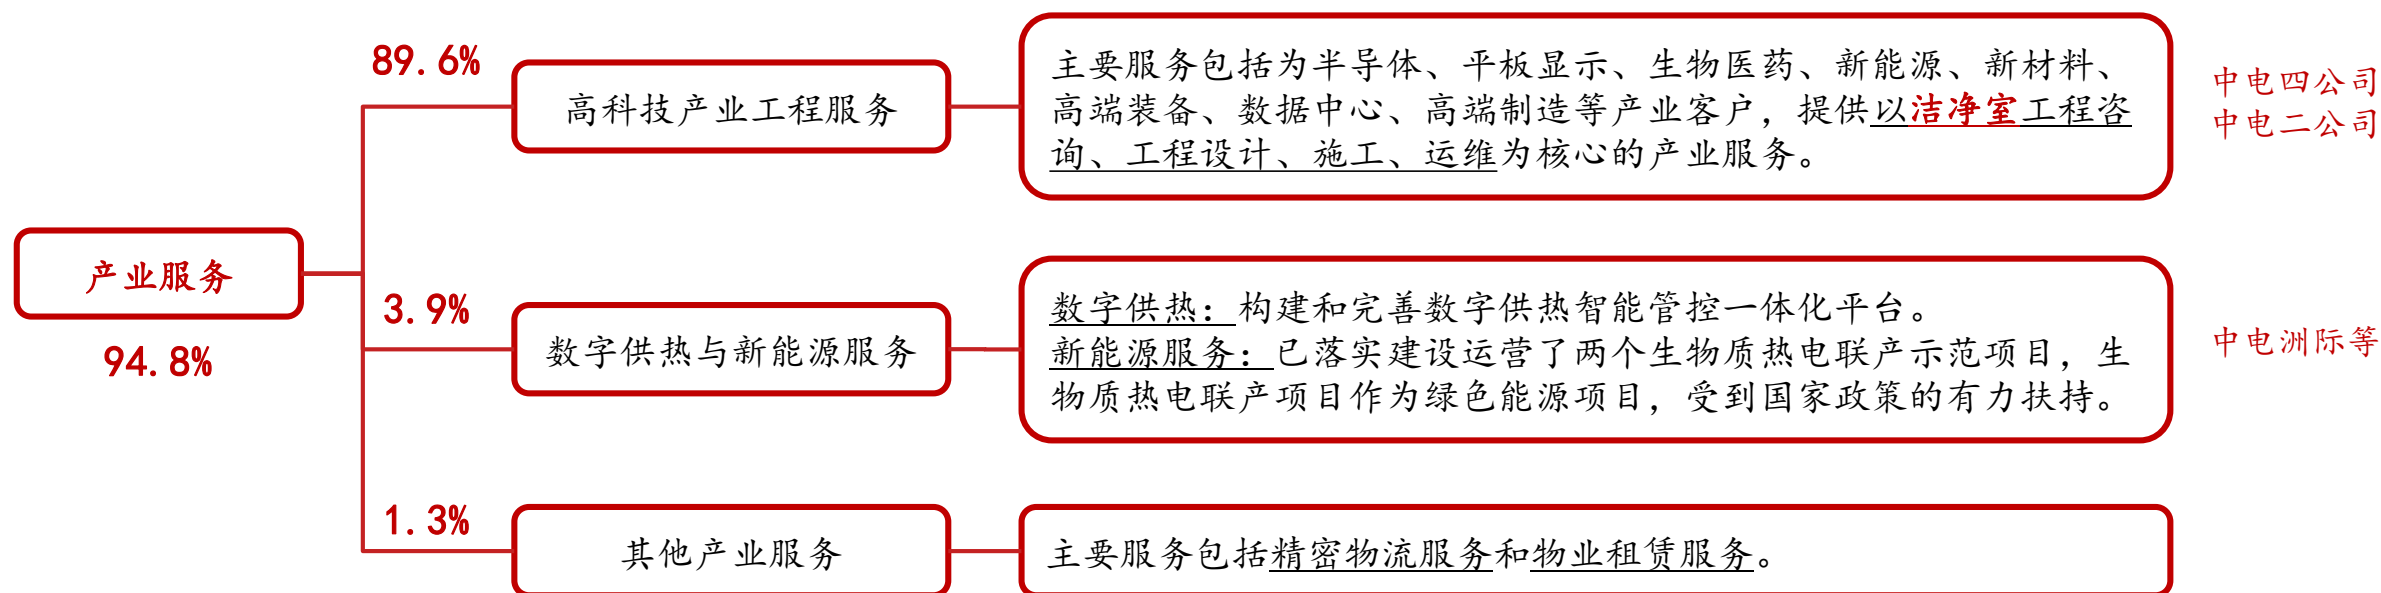 89.6%
高科技产业工程服务
主要服务包括为半导体、平板显示、生物医药、新能源、新材料、
高端装备、数据中心、高端制造等产业客户，提供以洁净室工程咨
询、工程设计、施工、运维为核心的产业服务。
中电四公司
中电二公司
产业服务
94.8%
3.9%
数字供热与新能源服务
数字供热：构建和完善数字供热智能管控一体化平台。
新能源服务：已落实建设运营了两个生物质热电联产示范项目，生
物质热电联产项目作为绿色能源项目，受到国家政策的有力扶持。
中电洲际等
1.3%
其他产业服务
主要服务包括精密物流服务和物业租赁服务。